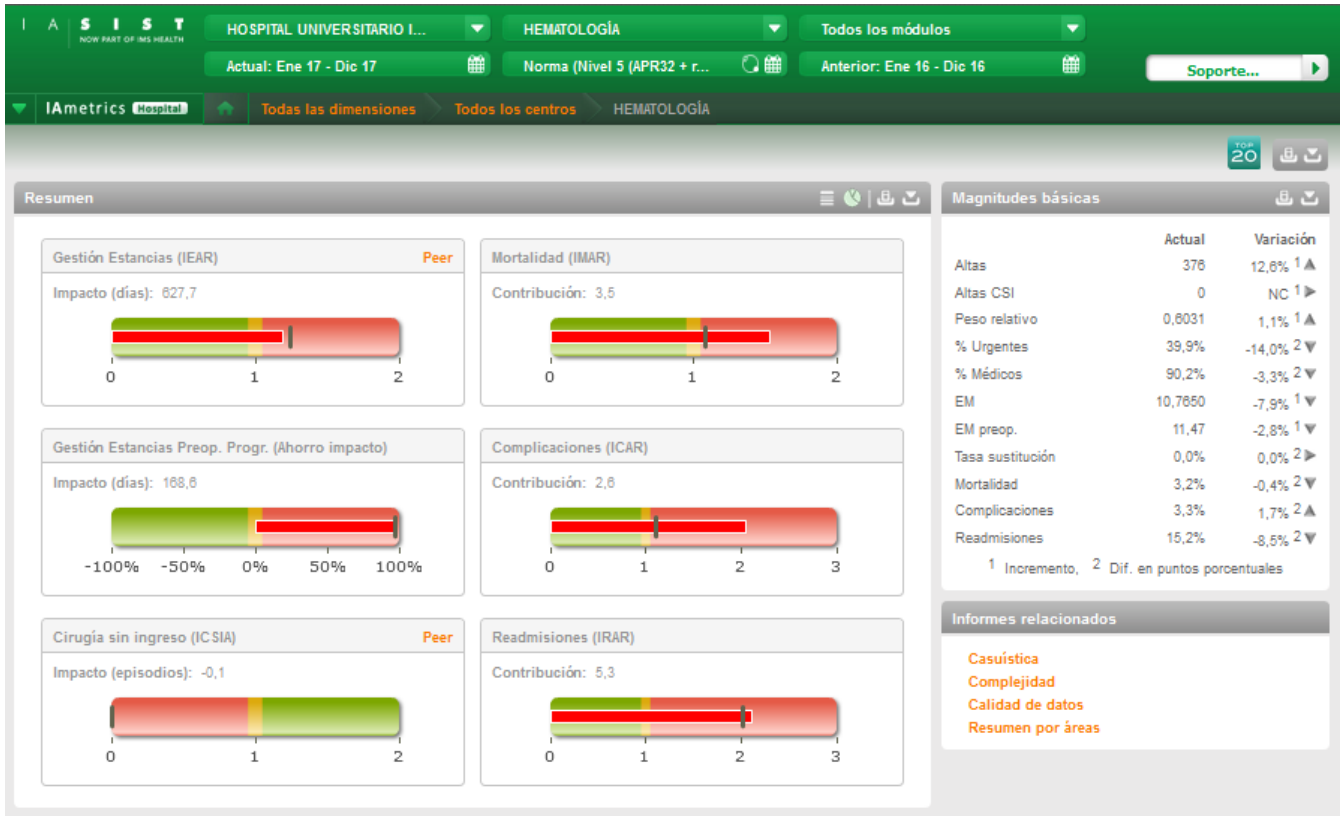 I A S I S T
NOW PART OF IMS HEALTH
HOSPITAL UNIVERSITARIO I...
HEMATOLOGÍA
Todos los módulos
Actual: Ene 17 - Dic 17
Norma (Nivel 5 (APR32 + r...
Anterior: Ene 16 - Dic 16
Soporte...
IAmetrics Hospital
Todas las dimensiones
Todos los centros
HEMATOLOGÍA
TOP 20
Resumen
Gestión Estancias (IEAR) Peer
Impacto (días): 627,7
0 1 2
Mortalidad (IMAR)
Contribución: 3,5
0 1 2
Gestión Estancias Preop. Progr. (Ahorro impacto)
Impacto (días): 168,6
-100% -50% 0% 50% 100%
Complicaciones (ICAR)
Contribución: 2,6
0 1 2 3
Cirugía sin ingreso (ICSIA) Peer
Impacto (episodios): -0,1
0 1 2
Readmisiones (IRAR)
Contribución: 5,3
0 1 2 3
Magnitudes básicas
Actual Variación
Altas 376 12,6% 1
Altas CSI 0 NC 1
Peso relativo 0,6031 1,1% 1
% Urgentes 39,9% -14,0% 2
% Médicos 90,2% -3,3% 2
EM 10,7650 -7,9% 1
EM preop. 11,47 -2,8% 1
Tasa sustitución 0,0% 0,0% 2
Mortalidad 3,2% -0,4% 2
Complicaciones 3,3% 1,7% 2
Readmisiones 15,2% -8,5% 2
1 Incremento, 2 Dif. en puntos porcentuales
Informes relacionados
Casuística
Complejidad
Calidad de datos
Resumen por áreas